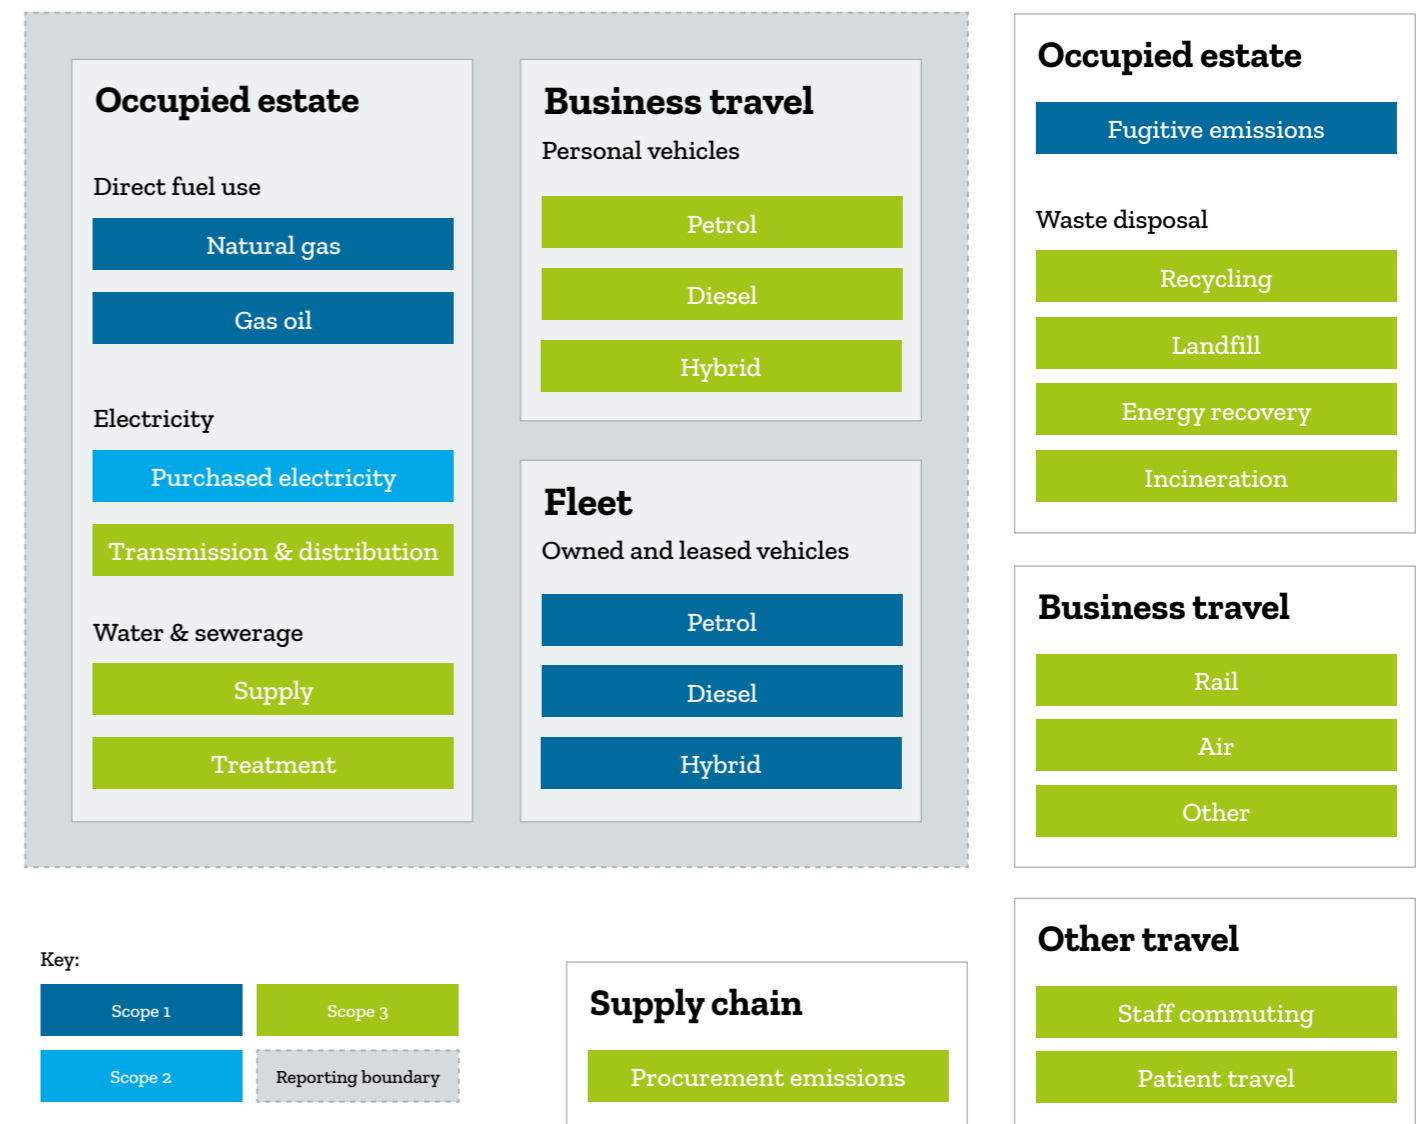 Occupied estate
Direct fuel use
Natural gas
Gas oil
Electricity
Purchased electricity
Transmission & distribution
Water & sewerage
Supply
Treatment
Business travel
Personal vehicles
Petrol
Diesel
Hybrid
Fleet
Owned and leased vehicles
Petrol
Diesel
Hybrid
Occupied estate
Fugitive emissions
Waste disposal
Recycling
Landfill
Energy recovery
Incineration
Business travel
Rail
Air
Other
Other travel
Staff commuting
Patient travel
Supply chain
Procurement emissions
Key:
Scope 1
Scope 3
Scope 2
Reporting boundary